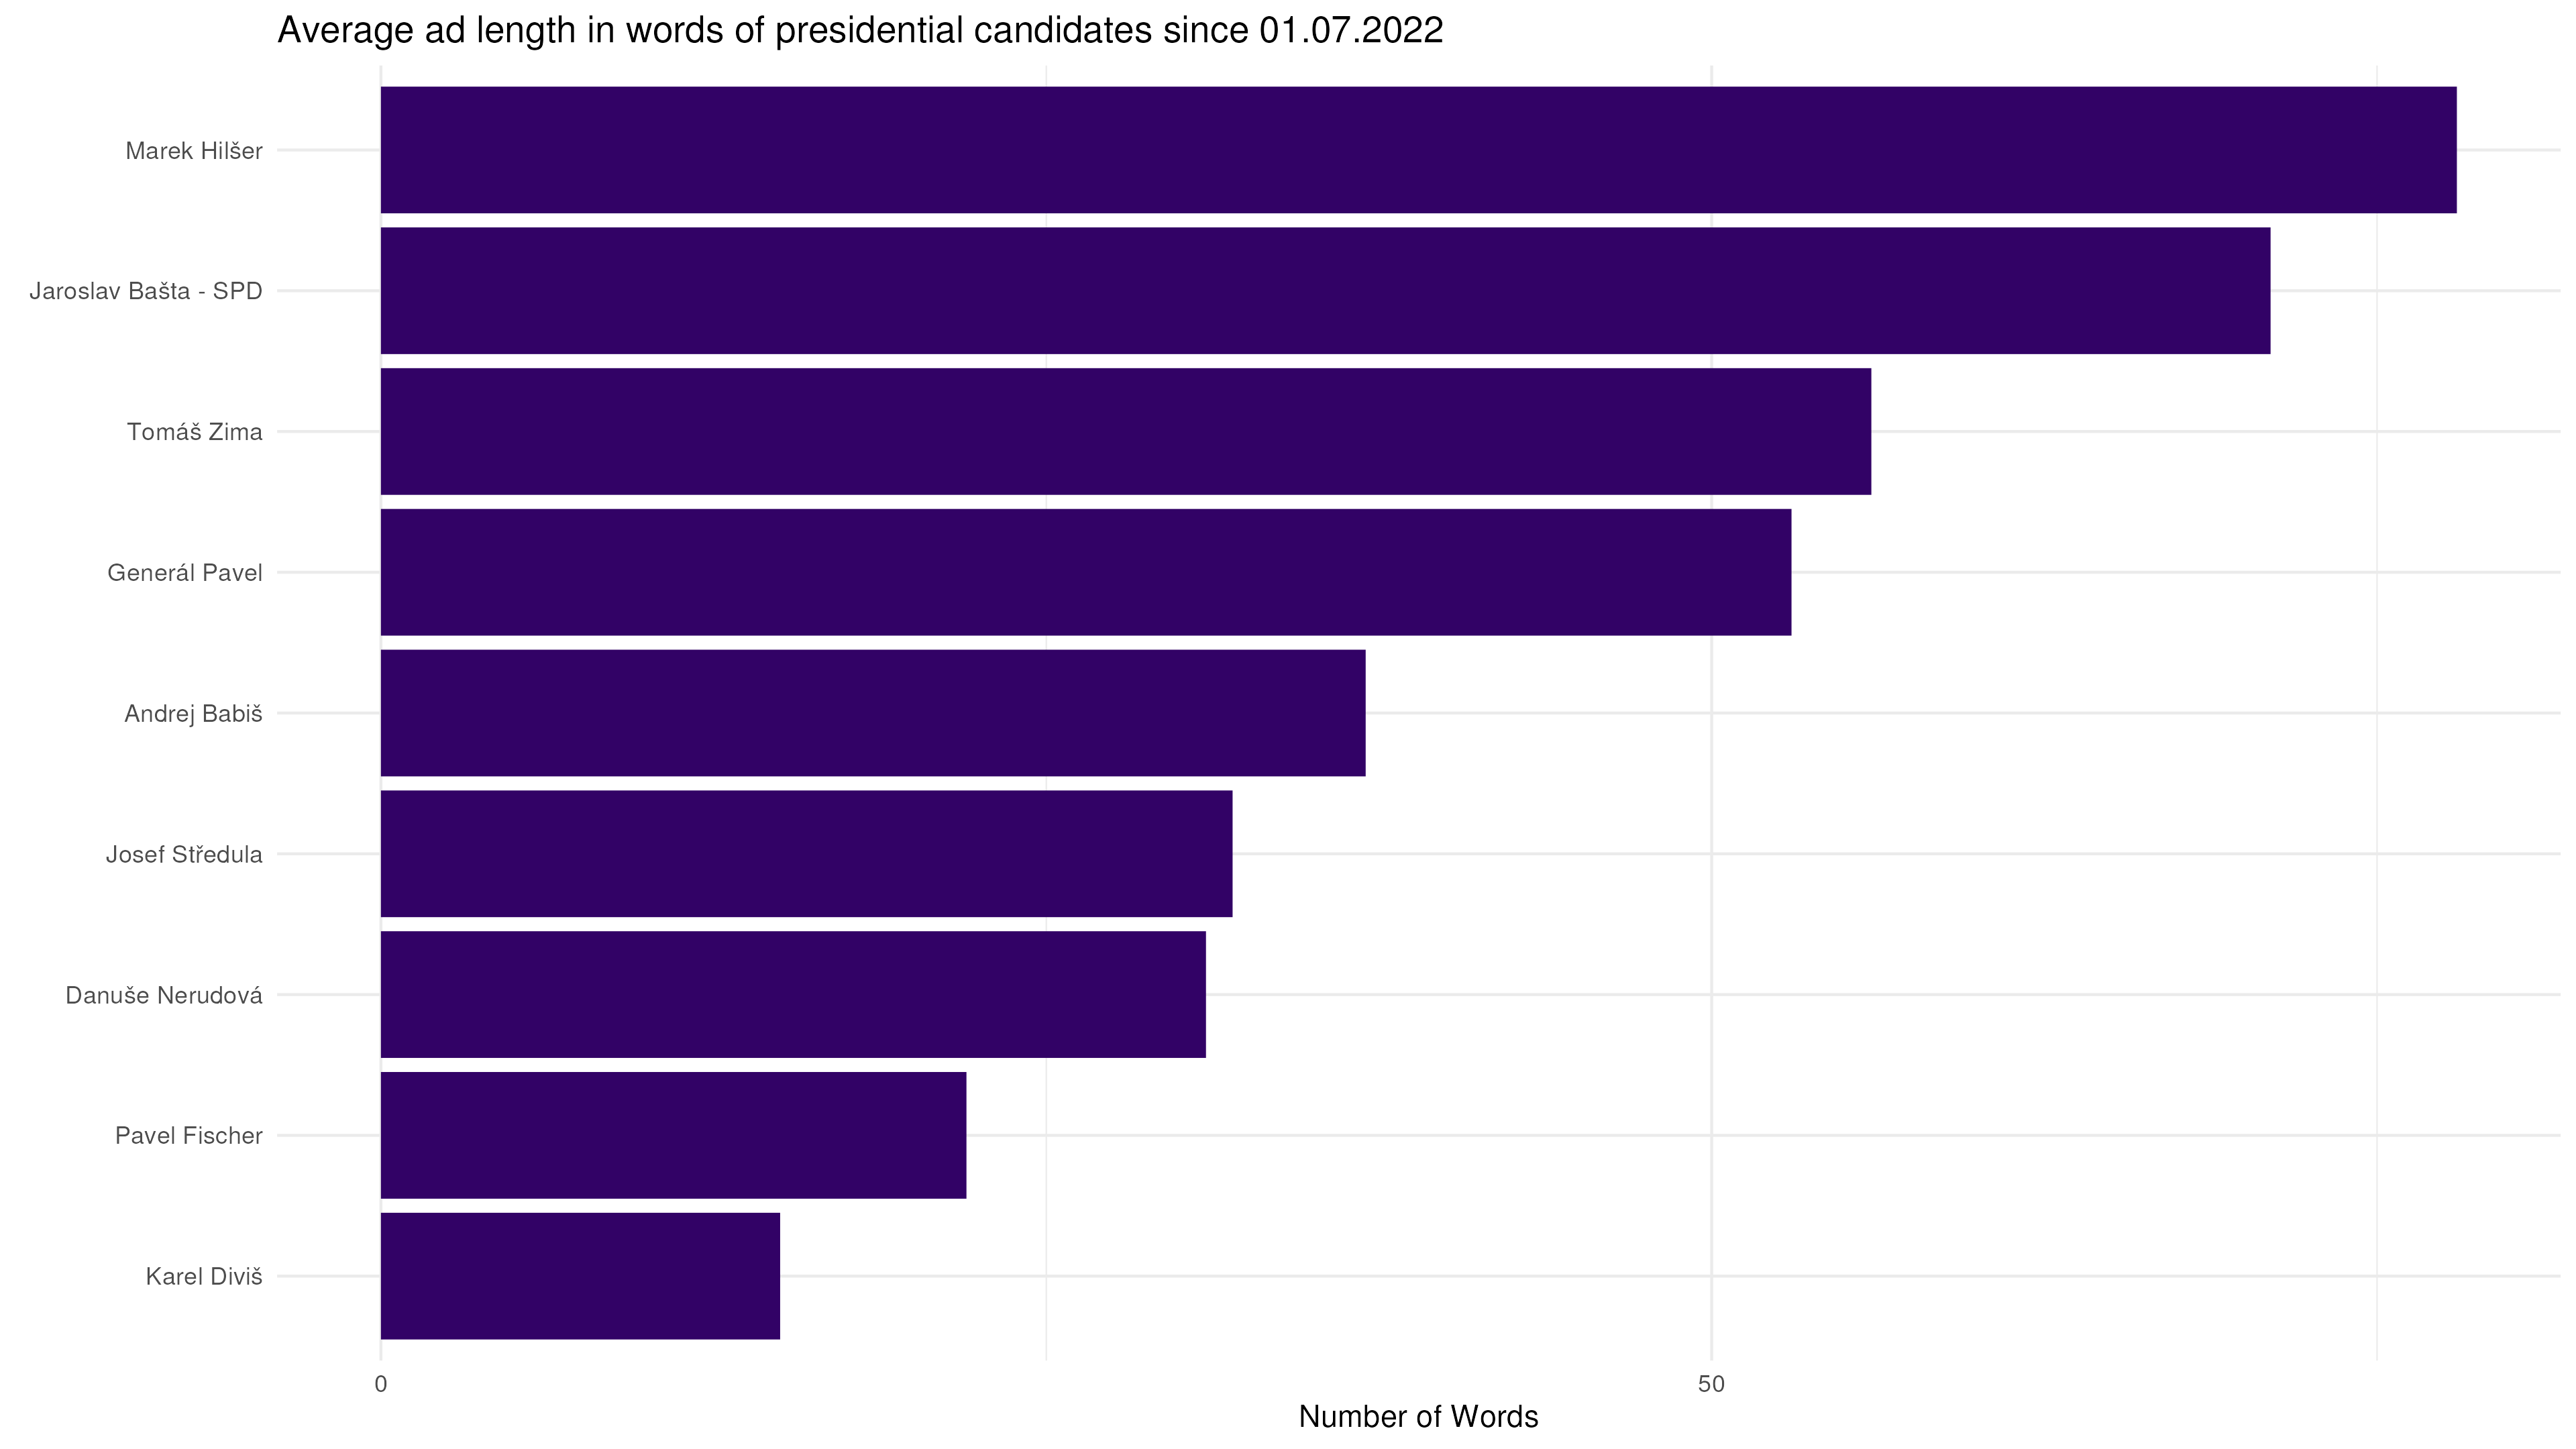 Average ad length in words of presidential candidates since 01.07.2022
Marek Hilšer
Jaroslav Bašta - SPD
Tomáš Zima
Generál Pavel
Andrej Babiš
Josef Středula
Danuše Nerudová
Pavel Fischer
Karel Diviš
0
50
Number of Words